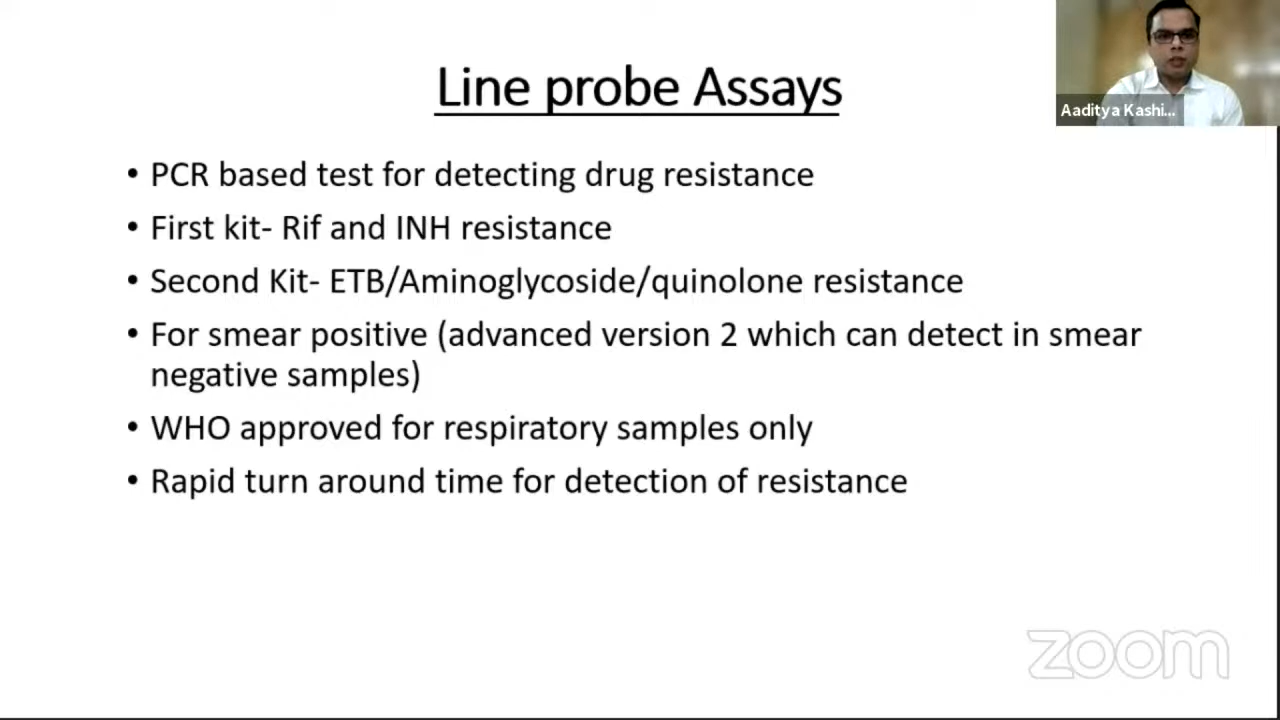 Line probe Assays
Aaditya Kashi...
• PCR based test for detecting drug resistance
• First kit- Rif and INH resistance
• Second Kit- ETB/Aminoglycoside/quinolone resistance
• For smear positive (advanced version 2 which can detect in smear
negative samples)
• WHO approved for respiratory samples only
• Rapid turn around time for detection of resistance
zoom